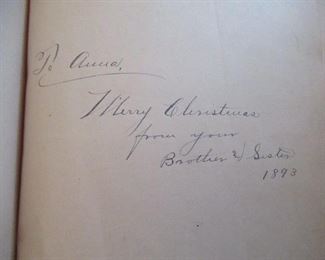 To Anna,
Merry Christmas
from your
Brother & Sister
1893